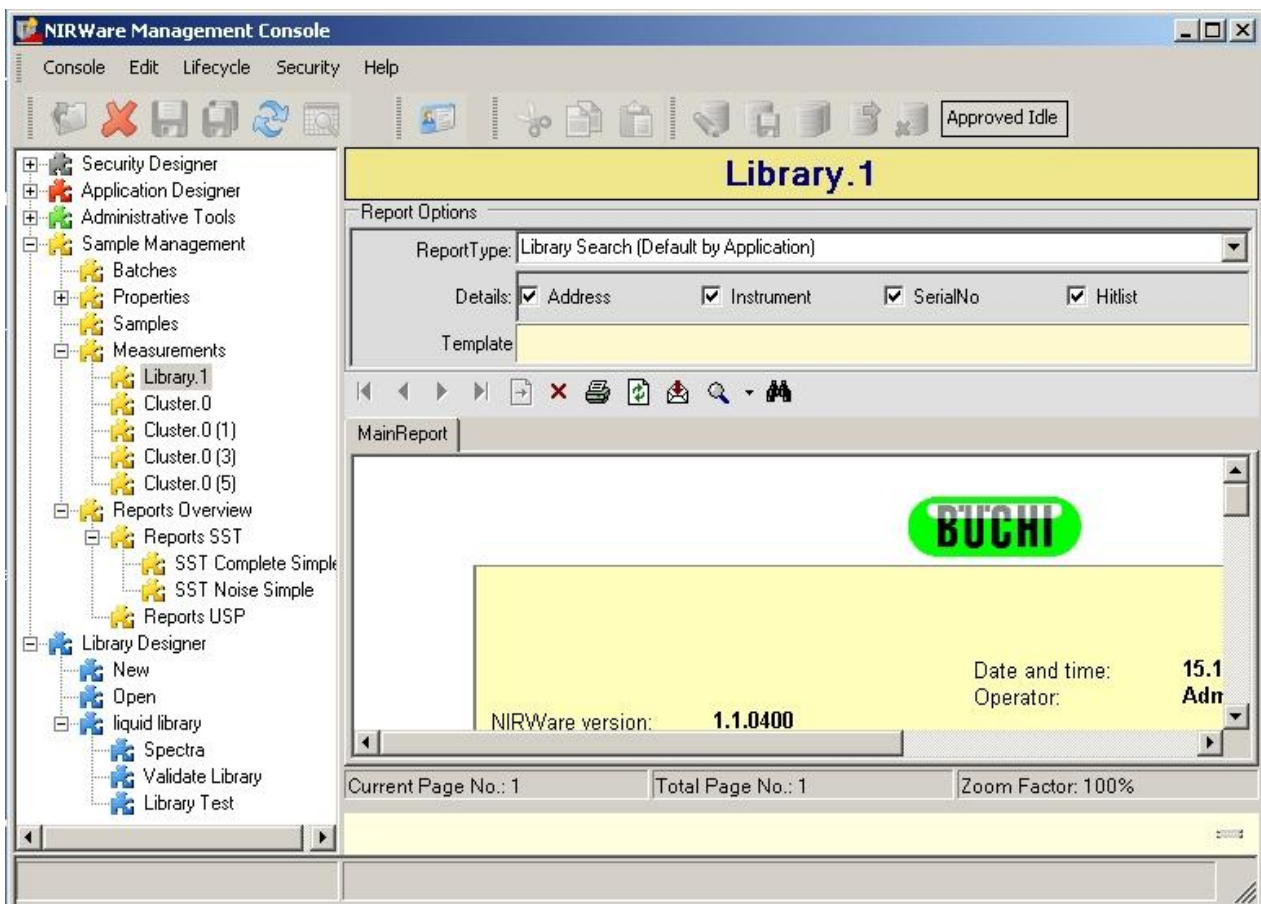 NIRWare Management Console
Console Edit Lifecycle Security Help
Approved Idle
Security Designer
Application Designer
Administrative Tools
Sample Management
Batches
Properties
Samples
Measurements
Library.1
Cluster.0
Cluster.0 (1)
Cluster.0 (3)
Cluster.0 (5)
Reports Overview
Reports SST
SST Complete Simple
SST Noise Simple
Reports USP
Library Designer
New
Open
liquid library
Spectra
Validate Library
Library Test
Library.1
Report Options
ReportType: Library Search (Default by Application)
Details: Address Instrument SerialNo Hitlist
Template
MainReport
BÜCHI
Date and time: 15.1
Operator: Adm
NIRWare version: 1.1.0400
Current Page No.: 1 Total Page No.: 1 Zoom Factor: 100%